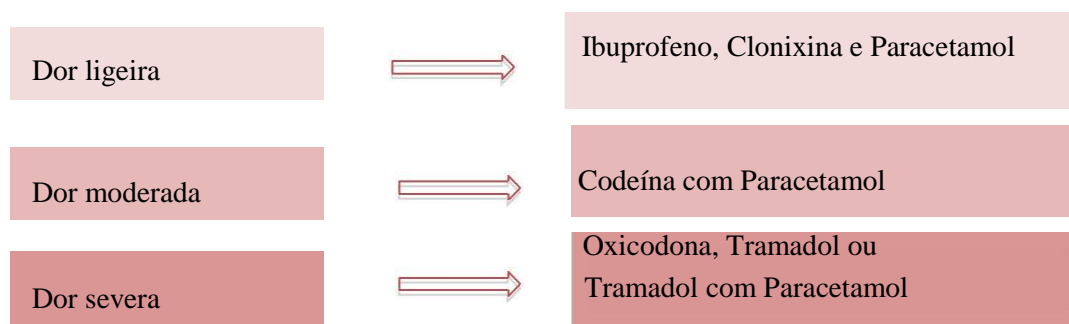 Dor ligeira
Ibuprofeno, Clonixina e Paracetamol
Dor moderada
Codeína com Paracetamol
Dor severa
Oxicodona, Tramadol ou
Tramadol com Paracetamol